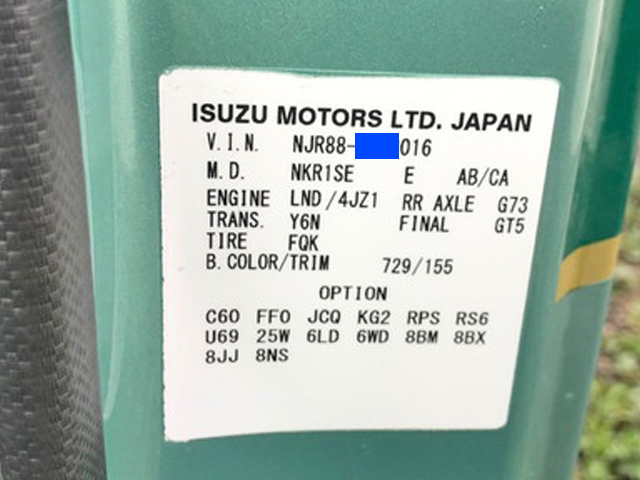 ISUZU MOTORS LTD. JAPAN
V.I.N. NJR88- 016
M.D. NKR1SE E AB/CA
ENGINE LND/4JZ1 RR AXLE G73
TRANS. Y6N FINAL GT5
TIRE FQK
B.COLOR/TRIM 729/155
OPTION
C60 FF0 JCQ KG2 RPS RS6
U69 25W 6LD 6WD 8BM 8BX
8JJ 8NS